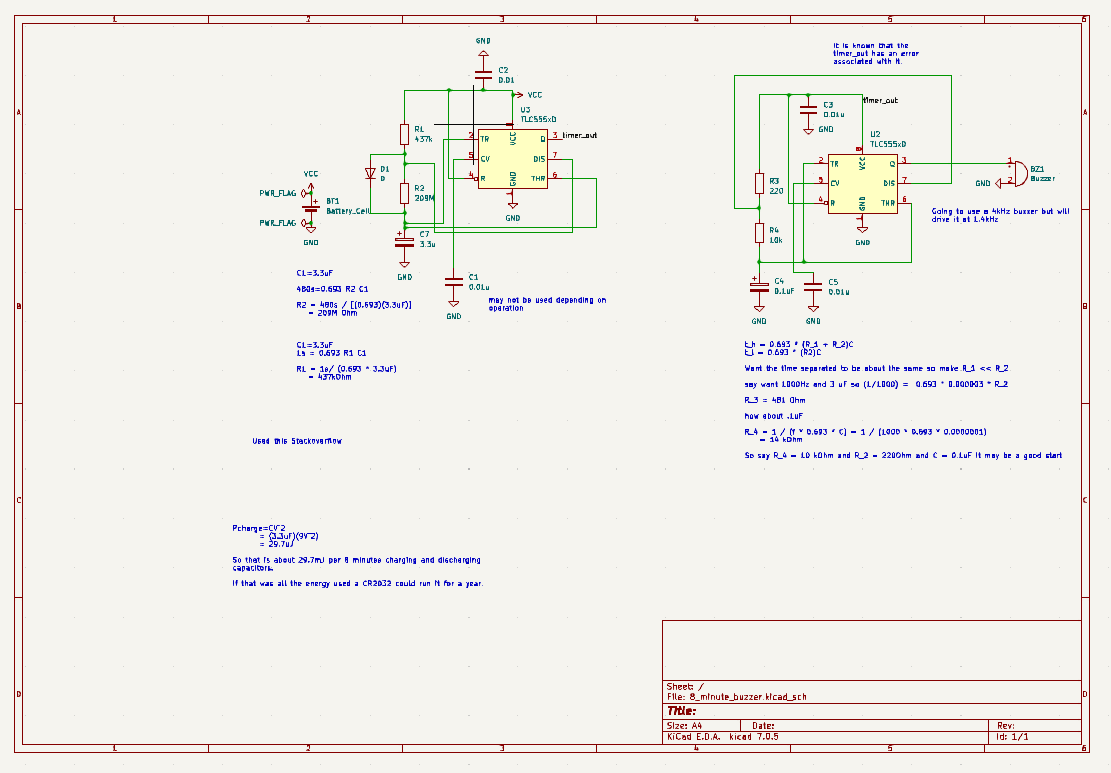 1 2 3 4 5 6
A A
B B
C C
D D
1 2 3 4 5 6
GND
C2
0.01
VCC
U3
TLC555xD
R1
437k
2 TR
5 CV
4 R
VCC
GND
Q 3
DIS 7
THR 6
8
1
timer_out
D1
D
R2
209M
VCC
PWR_FLAG
BT1
Battery_Cell
PWR_FLAG
GND
C7
3.3u
GND
GND
C1
0.01u
GND
may not be used depending on
operation
C1=3.3uF
480s=0.693 R2 C1
R2 = 480s / [(0.693)(3.3uF)]
= 209M Ohm
C1=3.3uF
1s = 0.693 R1 C1
R1 = 1s/ (0.693 * 3.3uF)
= 437kOhm
Used this Stackoverflow
Pcharge=CV^2
= (3.3uF)(9V^2)
= 29.7uJ
So that is about 29.7mJ per 8 minutes charging and discherging
capacitors.
If that was all the energy used a CR2032 could run it for a year.
It is known that the
timer_out has an error
associated with it.
timer_out
C3
0.01u
GND
U2
TLC555xD
8
2 TR
5 CV
4 R
VCC
GND
Q 3
DIS 7
THR 6
1
GND
R3
220
R4
10k
1
2
BZ1
Buzzer
GND
Going to use a 4kHz buzzer but will
drive it at 1.4kHz
C4
0.1uF
GND
C5
0.01u
GND
t_h = 0.693 * (R_1 + R_2)C
t_l = 0.693 * (R2)C
Want the time separated to be about the same so make R_1 << R_2
say want 1000Hz and 3 uF so (1/1000) = 0.693 * 0.000003 * R_2
R_3 = 481 Ohm
how about .1uF
R_4 = 1 / (f * 0.693 * C) = 1 / (1000 * 0.693 * 0.0000001)
= 14 kOhm
So say R_4 = 10 kOhm and R_2 = 220Ohm and C = 0.1uF it may be a good start
Sheet: /
File: 8_minute_buzzer.kicad_sch
Title:
Size: A4 Date: Rev:
KiCad E.D.A. kicad 7.0.5 Id: 1/1